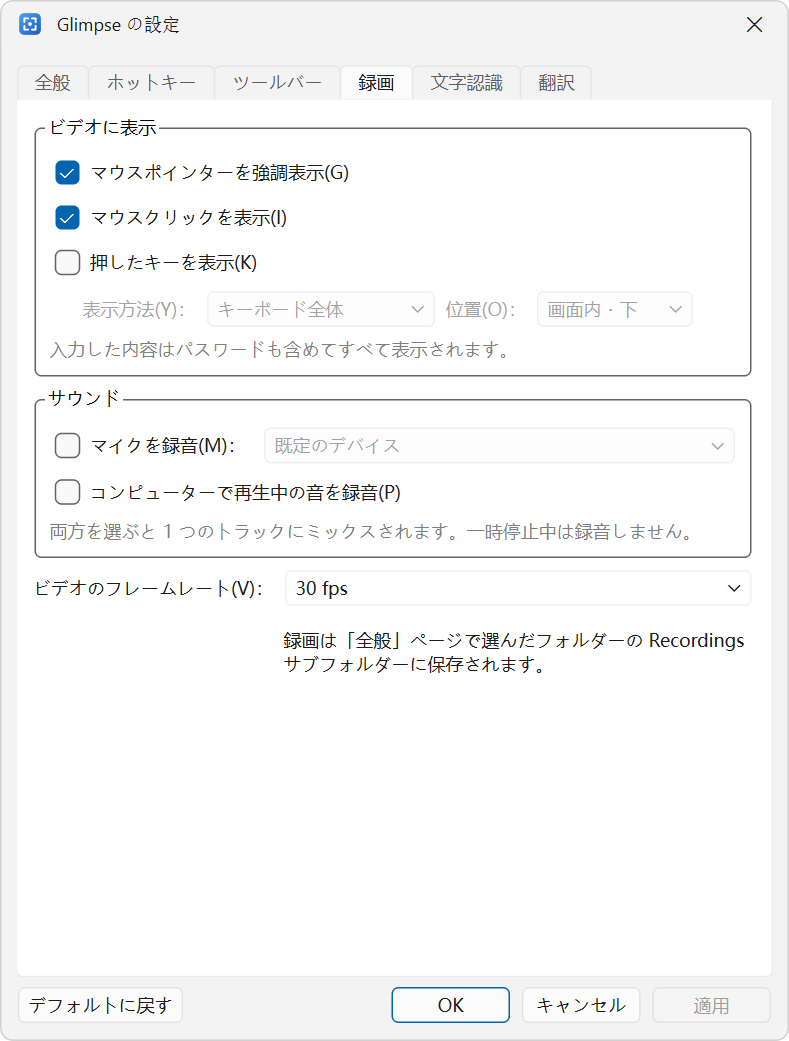 Glimpse の設定
全般 ホットキー ツールバー 録画 文字認識 翻訳
ビデオに表示
マウスポインターを強調表示(G)
マウスクリックを表示(I)
押したキーを表示(K)
表示方法(Y): キーボード全体 位置(O): 画面内・下
入力した内容はパスワードも含めてすべて表示されます。
サウンド
マイクを録音(M): 既定のデバイス
コンピューターで再生中の音を録音(P)
両方を選ぶと 1 つのトラックにミックスされます。一時停止中は録音しません。
ビデオのフレームレート(V): 30 fps
録画は「全般」ページで選んだフォルダーの Recordings
サブフォルダーに保存されます。
デフォルトに戻す OK キャンセル 適用